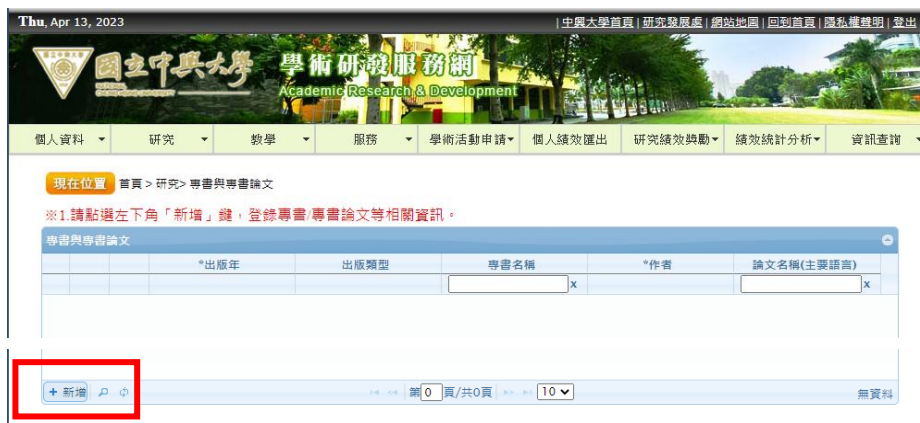 Thu, Apr 13, 2023 | 中興大學首頁 | 研究發展處 | 網站地圖 | 回到首頁 | 隱私權聲明 | 登出
國立中興大學 學術研發服務網
NATIONAL CHUNG HSING UNIVERSITY Academic Research & Development
個人資料 研究 教學 服務 學術活動申請 個人績效匯出 研究績效獎勵 績效統計分析 資訊查詢
現在位置 首頁 > 研究> 專書與專書論文
※1.請點選左下角「新增」鍵，登錄專書/專書論文等相關資訊。
專書與專書論文
*出版年 出版類型 專書名稱 *作者 論文名稱(主要語言)
x x
+ 新增 第 0 頁/共0頁 10 無資料